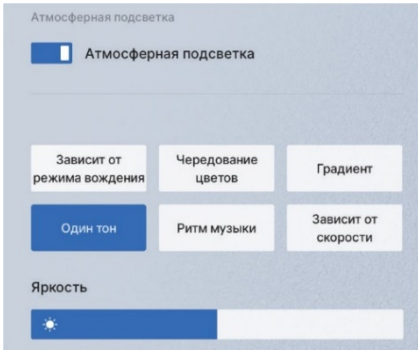 Атмосферная подсветка
Атмосферная подсветка
Зависит от
режима вождения
Чередование
цветов
Градиент
Один тон
Ритм музыки
Зависит от
скорости
Яркость